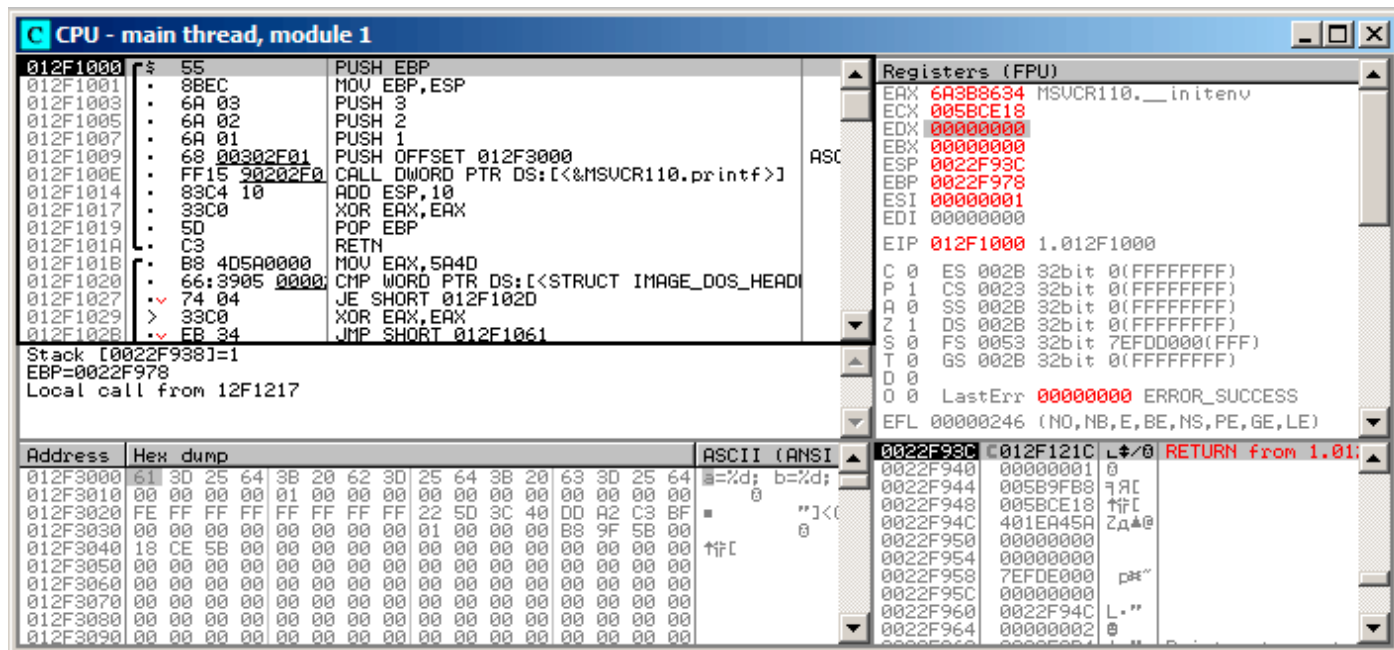 C CPU - main thread, module 1
012F1000 $ 55 PUSH EBP
012F1001 . 8BEC MOV EBP,ESP
012F1003 . 6A 03 PUSH 3
012F1005 . 6A 02 PUSH 2
012F1007 . 6A 01 PUSH 1
012F1009 . 68 00302F01 PUSH OFFSET 012F3000 ASC
012F100E . FF15 90202F0 CALL DWORD PTR DS:[<&MSVCR110.printf>]
012F1014 . 83C4 10 ADD ESP,10
012F1017 . 33C0 XOR EAX,EAX
012F1019 . 5D POP EBP
012F101A . C3 RETN
012F101B . B8 4D5A0000 MOV EAX,5A4D
012F1020 . 66:3905 0000 CMP WORD PTR DS:[<STRUCT IMAGE_DOS_HEAD
012F1027 . 74 04 JE SHORT 012F102D
012F1029 > 33C0 XOR EAX,EAX
012F102B . EB 34 JMP SHORT 012F1061
Stack [0022F938]=1
EBP=0022F978
Local call from 12F1217
Registers (FPU)
EAX 6A3B8634 MSVCR110.__initenv
ECX 005BCE18
EDX 00000000
EBX 00000000
ESP 0022F93C
EBP 0022F978
ESI 00000001
EDI 00000000
EIP 012F1000 1.012F1000
C 0 ES 002B 32bit 0(FFFFFFFF)
P 1 CS 0023 32bit 0(FFFFFFFF)
A 0 SS 002B 32bit 0(FFFFFFFF)
Z 1 DS 002B 32bit 0(FFFFFFFF)
S 0 FS 0053 32bit 7EFDD000(FFF)
T 0 GS 002B 32bit 0(FFFFFFFF)
D 0
O 0 LastErr 00000000 ERROR_SUCCESS
EFL 00000246 (NO,NB,E,BE,NS,PE,GE,LE)
Address Hex dump ASCII (ANSI
012F3000 61 3D 25 64 3B 20 62 3D 25 64 3B 20 63 3D 25 64 a=%d; b=%d;
012F3010 00 00 00 00 01 00 00 00 00 00 00 00 00 00 00 00
012F3020 FE FF FF FF FF FF FF FF 22 5D 3C 40 DD A2 C3 BF "]<
012F3030 00 00 00 00 00 00 00 00 01 00 00 00 B8 9F 5B 00
012F3040 18 CE 5B 00 00 00 00 00 00 00 00 00 00 00 00 00
012F3050 00 00 00 00 00 00 00 00 00 00 00 00 00 00 00 00
012F3060 00 00 00 00 00 00 00 00 00 00 00 00 00 00 00 00
012F3070 00 00 00 00 00 00 00 00 00 00 00 00 00 00 00 00
012F3080 00 00 00 00 00 00 00 00 00 00 00 00 00 00 00 00
012F3090 00 00 00 00 00 00 00 00 00 00 00 00 00 00 00 00
0022F93C 012F121C RETURN from 1.01
0022F940 00000001
0022F944 005B9FB8
0022F948 005BCE18
0022F94C 401EA45A Zд▲@
0022F950 00000000
0022F954 00000000
0022F958 7EFDE000
0022F95C 00000000
0022F960 0022F94C
0022F964 00000002